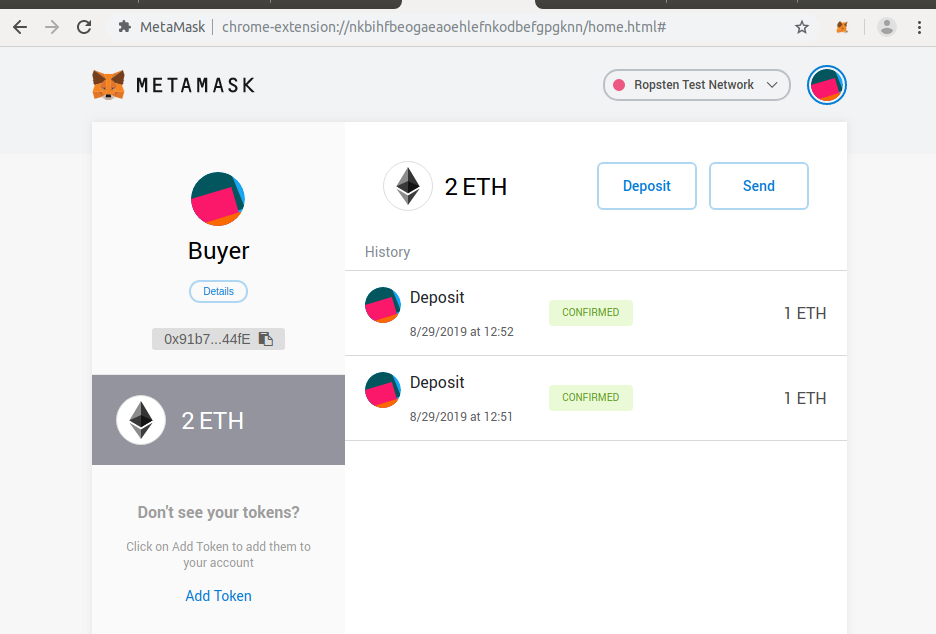 MetaMask | chrome-extension://nkbihfbeogaeaoehlefnkodbefgpgknn/home.html#
METAMASK
Ropsten Test Network
Buyer
Details
0x91b7...44fE
2 ETH
Don't see your tokens?
Click on Add Token to add them to
your account
Add Token
2 ETH
Deposit
Send
History
Deposit
8/29/2019 at 12:52
CONFIRMED
1 ETH
Deposit
8/29/2019 at 12:51
CONFIRMED
1 ETH